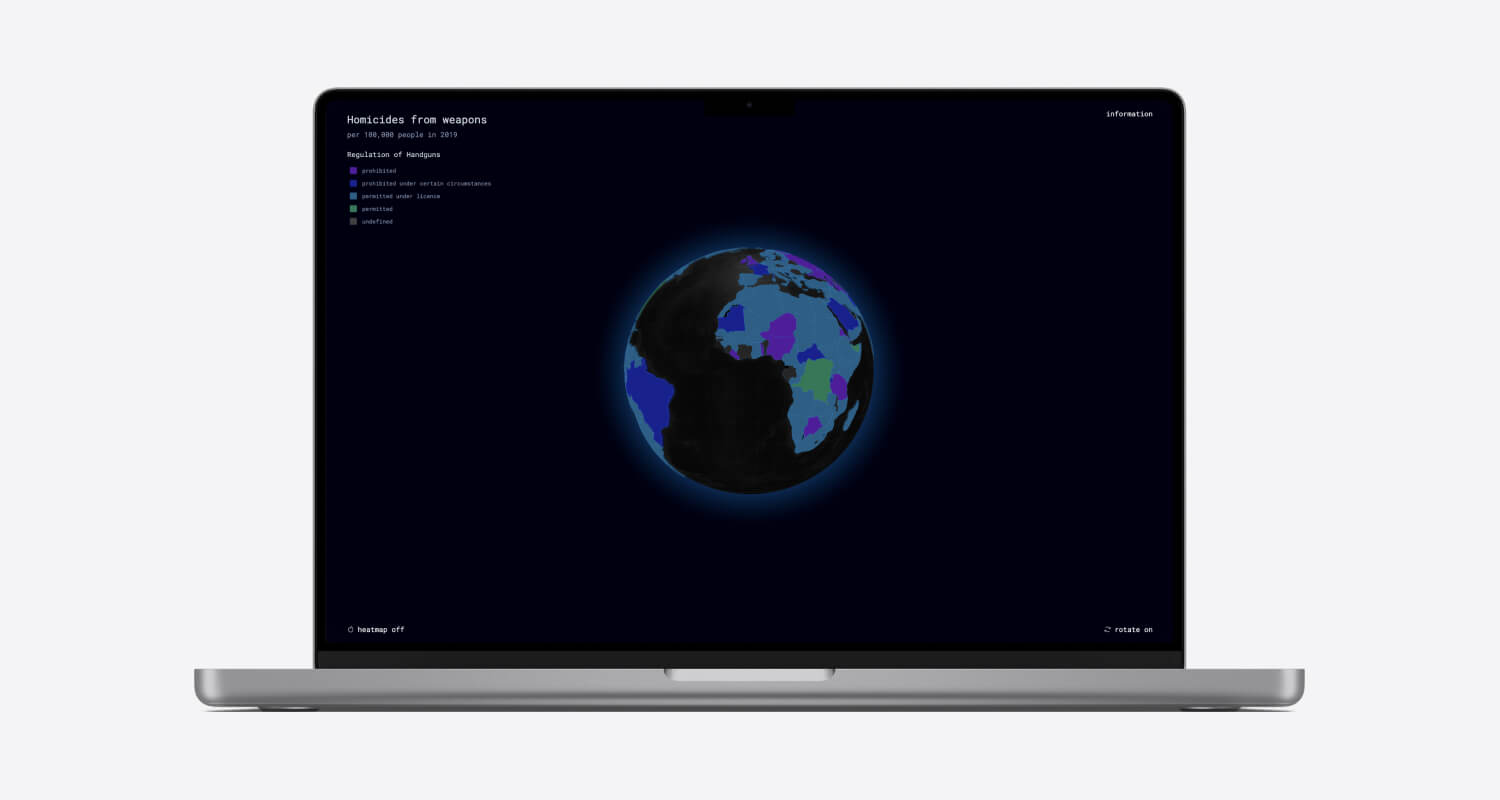 Homicides from weapons
per 100,000 people in 2019
information
Regulation of Handguns
prohibited
prohibited under certain circumstances
permitted under licence
permitted
undefined
heatmap off
rotate on